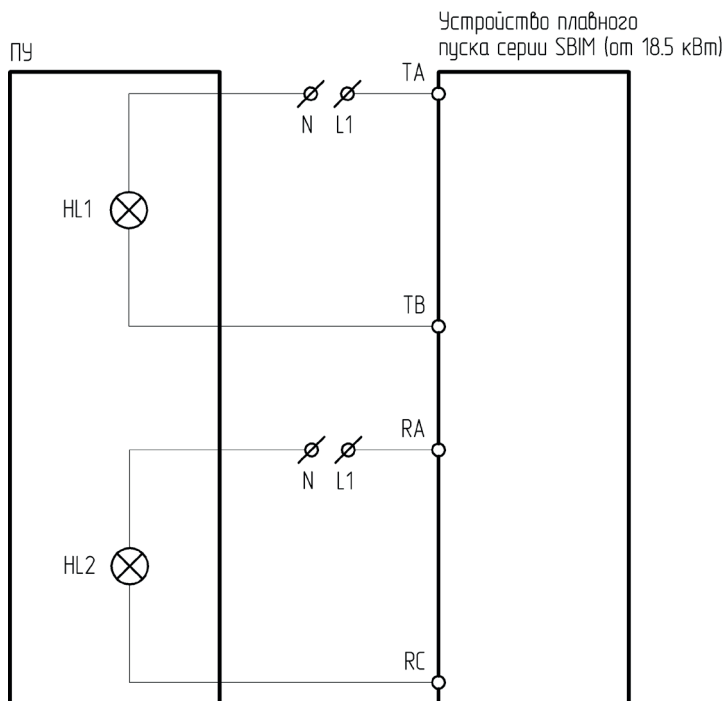 Устройство плавного
пуска серии SBIM (от 18.5 кВт)
ПУ
TA
N L1
HL1
TB
RA
N L1
HL2
RC